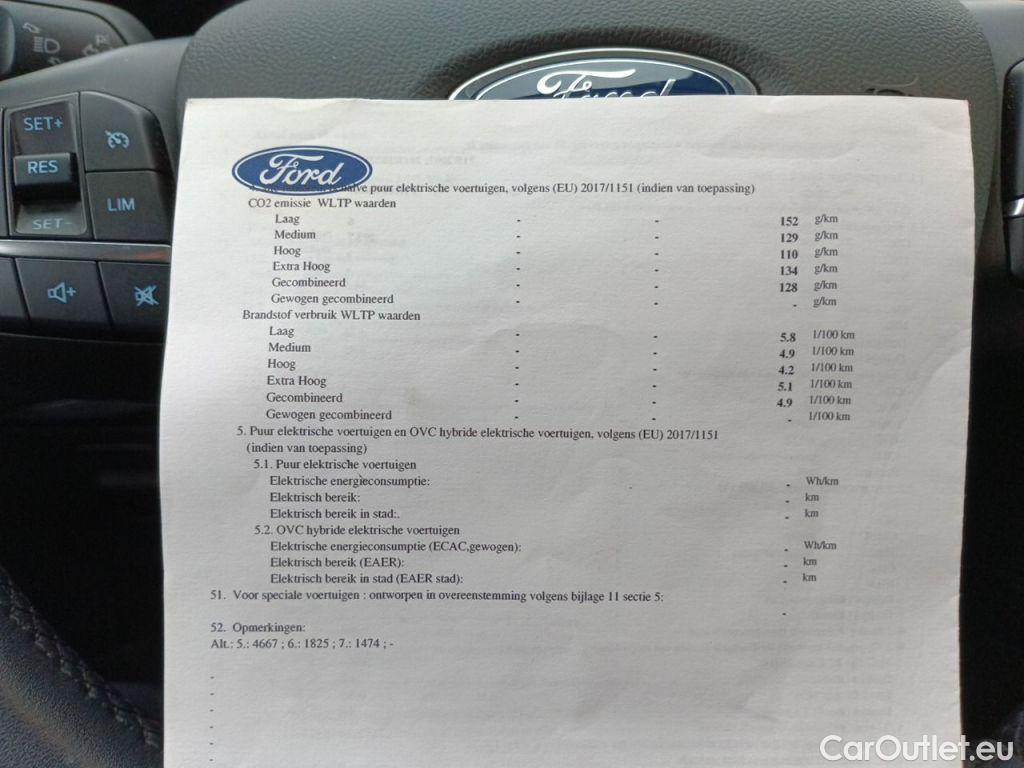 SET+
RES
SET-
LIM
Ford
Ford
puur elektrische voertuigen, volgens (EU) 2017/1151 (indien van toepassing)
CO2 emissie WLTP waarden
Laag - - 152 g/km
Medium - - 129 g/km
Hoog - - 110 g/km
Extra Hoog - - 134 g/km
Gecombineerd - - 128 g/km
Gewogen gecombineerd - - - g/km
Brandstof verbruik WLTP waarden
Laag - - 5.8 l/100 km
Medium - - 4.9 l/100 km
Hoog - - 4.2 l/100 km
Extra Hoog - - 5.1 l/100 km
Gecombineerd - - 4.9 l/100 km
Gewogen gecombineerd - - - l/100 km
5. Puur elektrische voertuigen en OVC hybride elektrische voertuigen, volgens (EU) 2017/1151
(indien van toepassing)
5.1. Puur elektrische voertuigen
Elektrische energieconsumptie: - Wh/km
Elektrisch bereik: - km
Elektrisch bereik in stad:. - km
5.2. OVC hybride elektrische voertuigen
Elektrische energieconsumptie (ECAC,gewogen): - Wh/km
Elektrisch bereik (EAER): - km
Elektrisch bereik in stad (EAER stad): - km
51. Voor speciale voertuigen : ontworpen in overeenstemming volgens bijlage 11 sectie 5:
-
52. Opmerkingen:
Alt.: 5.: 4667 ; 6.: 1825 ; 7.: 1474 ; -
-
-
-
-
-
CarOutlet.eu